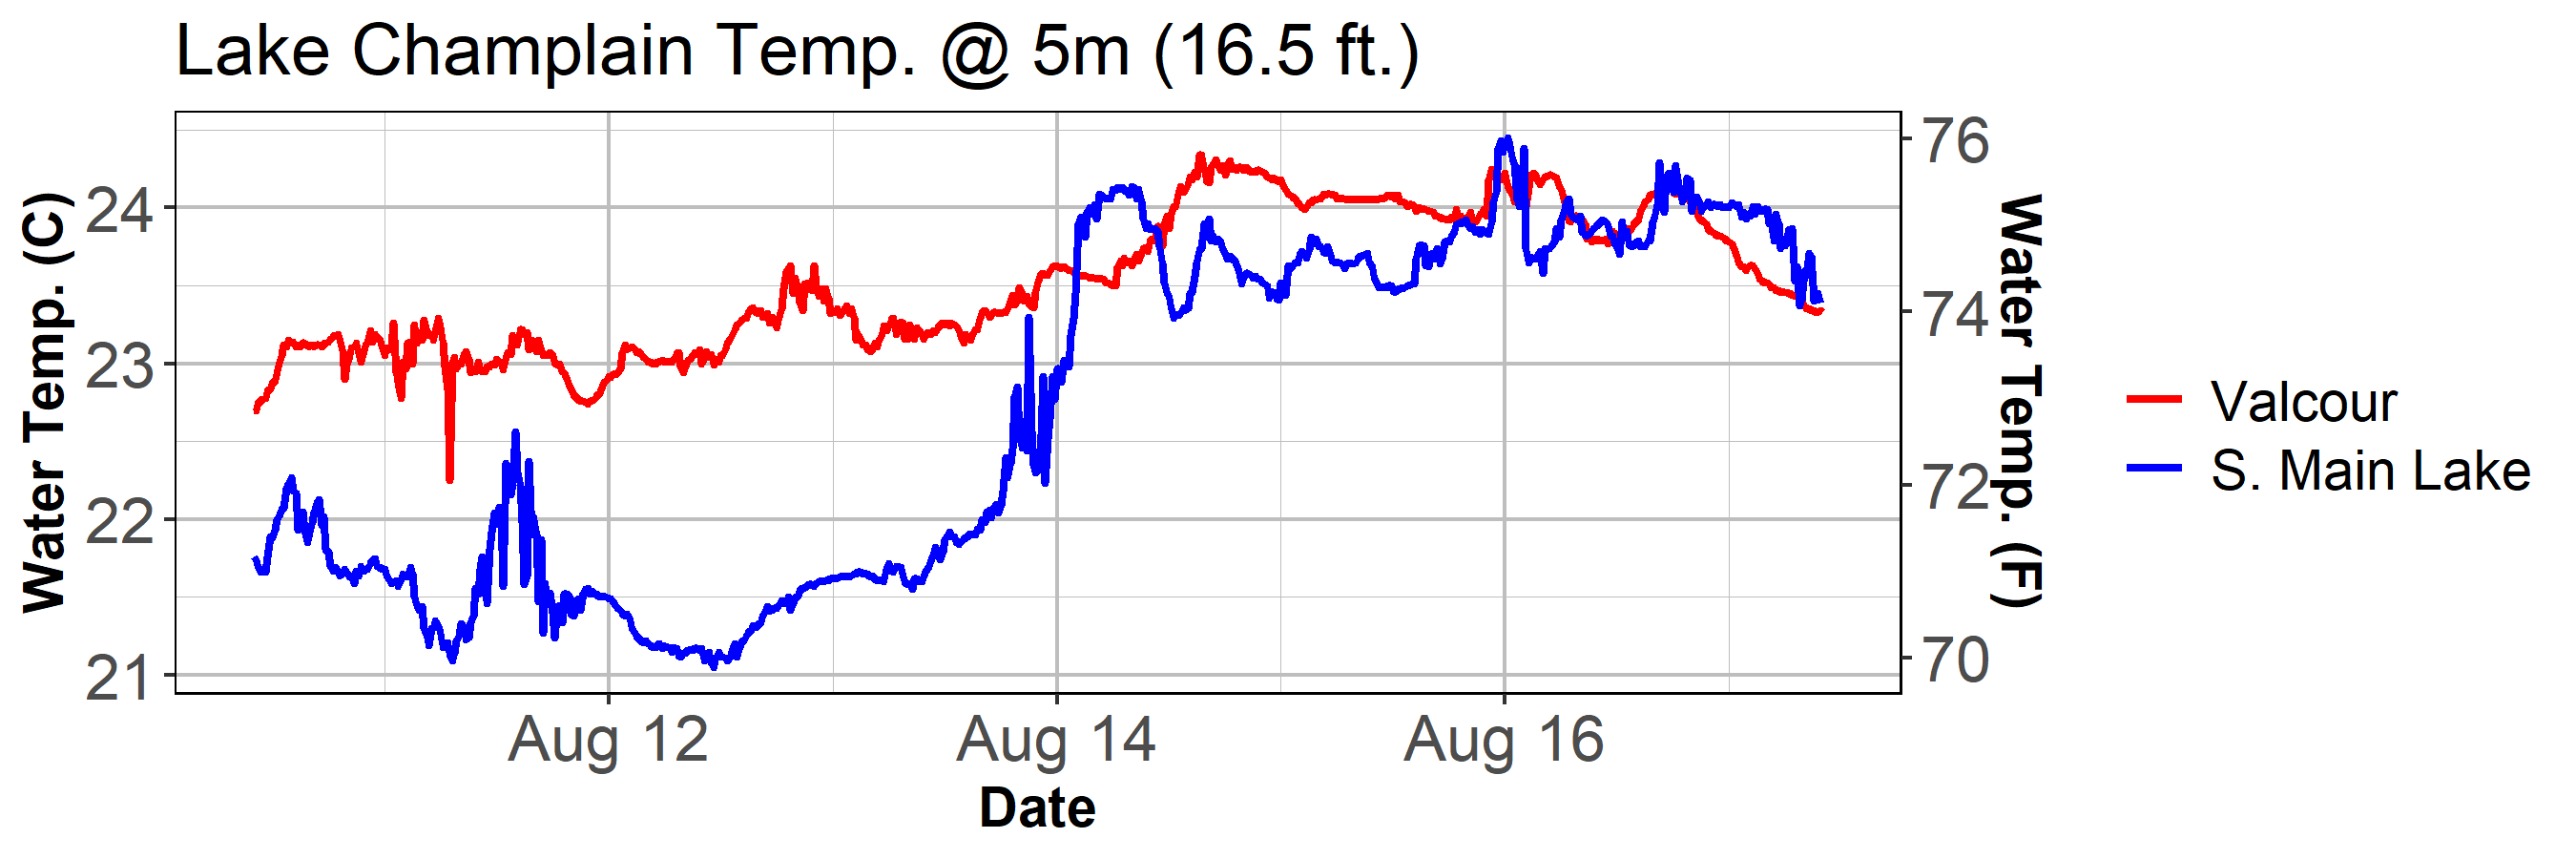 Lake Champlain Temp. @ 5m (16.5 ft.)
Water Temp. (C)
24
23
22
21
76
74
72
70
Water Temp. (F)
Aug 12
Aug 14
Aug 16
Date
Valcour
S. Main Lake